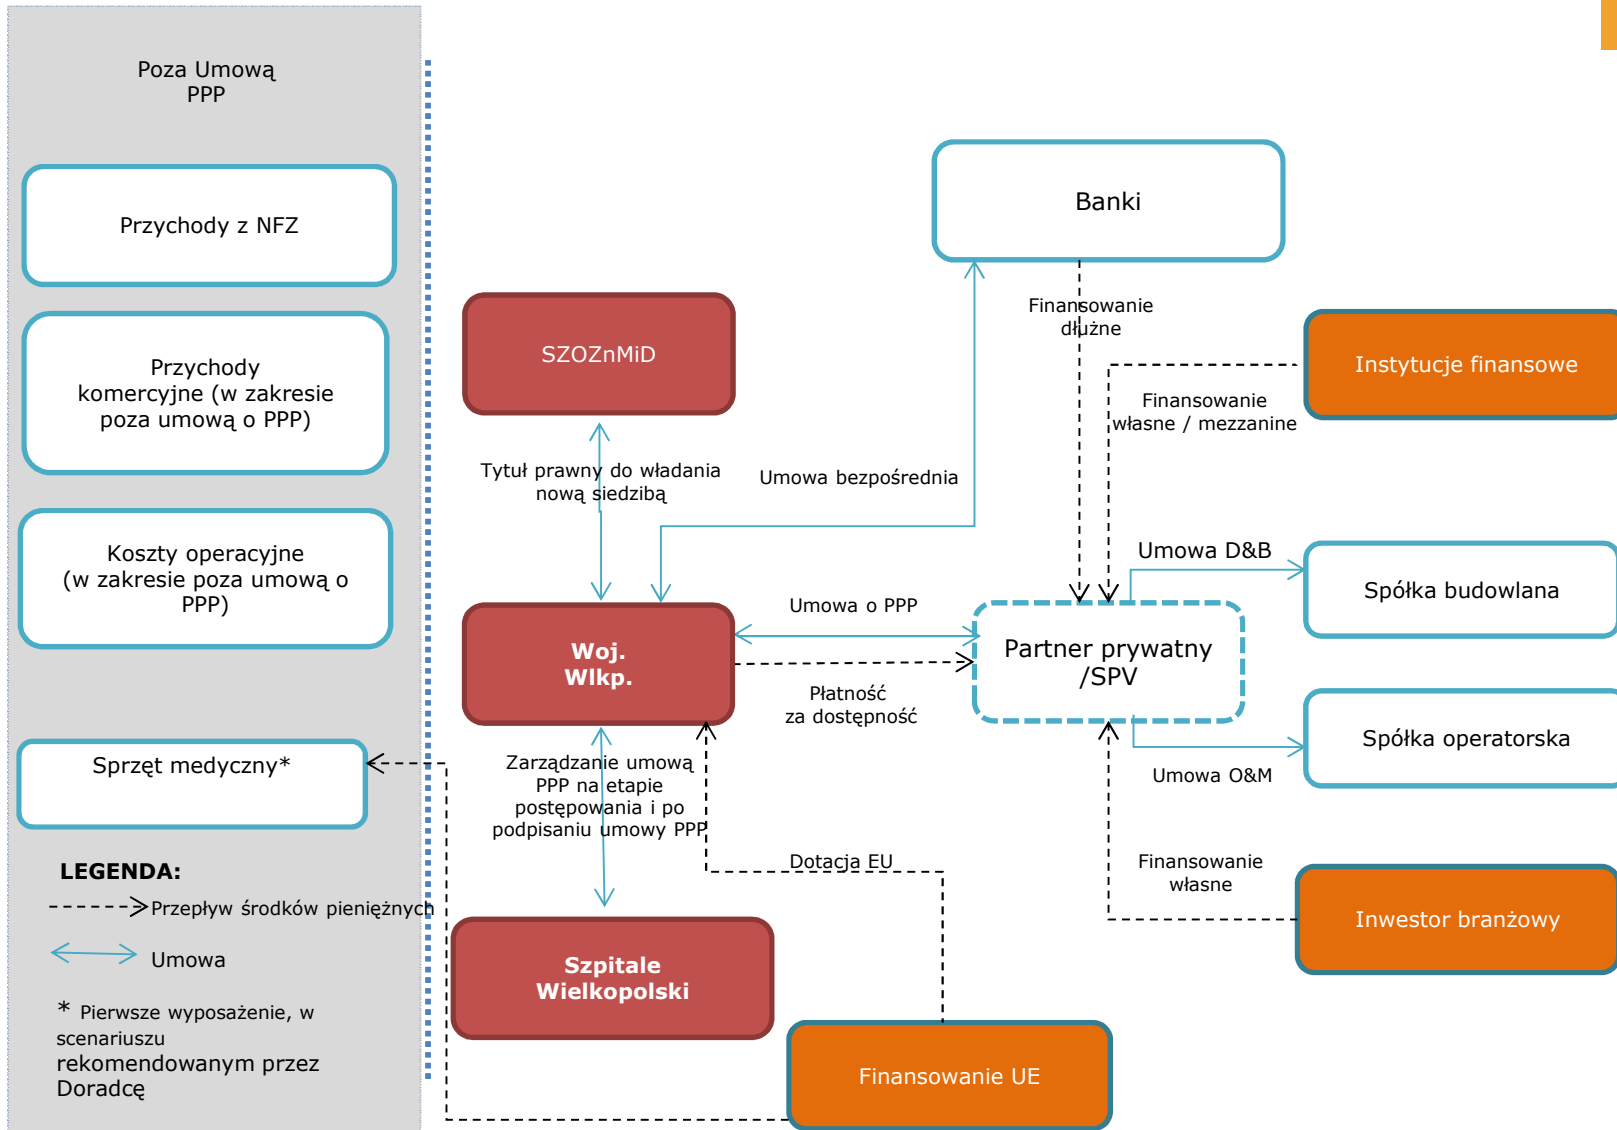 Poza Umową
PPP
Przychody z NFZ
Przychody
komercyjne (w zakresie
poza umową o PPP)
Koszty operacyjne
(w zakresie poza umową o
PPP)
Sprzęt medyczny*
LEGENDA:
Przepływ środków pieniężnych
Umowa
* Pierwsze wyposażenie, w
scenariuszu
rekomendowanym przez
Doradcę
SZOZnMiD
Tytuł prawny do władania
nową siedzibą
Umowa bezpośrednia
Banki
Finansowanie
dłużne
Instytucje finansowe
Finansowanie
własne / mezzanine
Umowa D&B
Spółka budowlana
Woj.
Wlkp.
Umowa o PPP
Płatność
za dostępność
Partner prywatny
/SPV
Spółka operatorska
Umowa O&M
Zarządzanie umową
PPP na etapie
postępowania i po
podpisaniu umowy PPP
Dotacja EU
Finansowanie
własne
Inwestor branżowy
Szpitale
Wielkopolski
Finansowanie UE